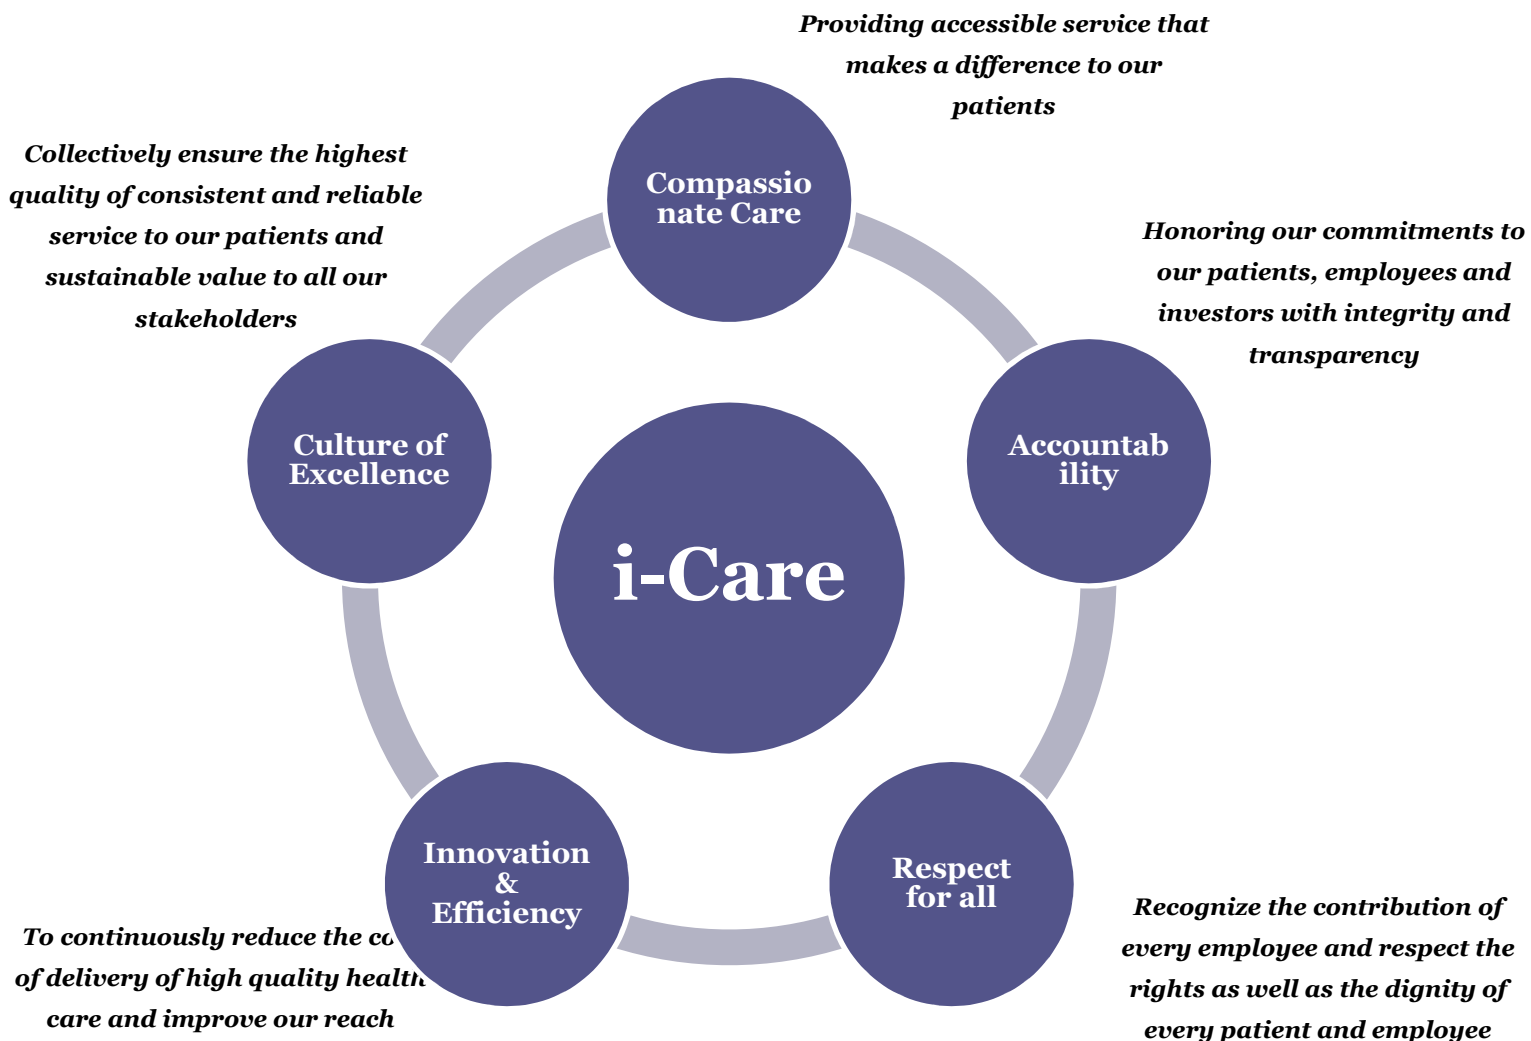 Providing accessible service that
makes a difference to our
patients
Compassio
nate Care
Collectively ensure the highest
quality of consistent and reliable
service to our patients and
sustainable value to all our
stakeholders
Honoring our commitments to
our patients, employees and
investors with integrity and
transparency
Culture of
Excellence
Accountab
ility
i-Care
Innovation
&
Efficiency
Respect
for all
To continuously reduce the
of delivery of high quality health
care and improve our reach
Recognize the contribution of
every employee and respect the
rights as well as the dignity of
every patient and employee